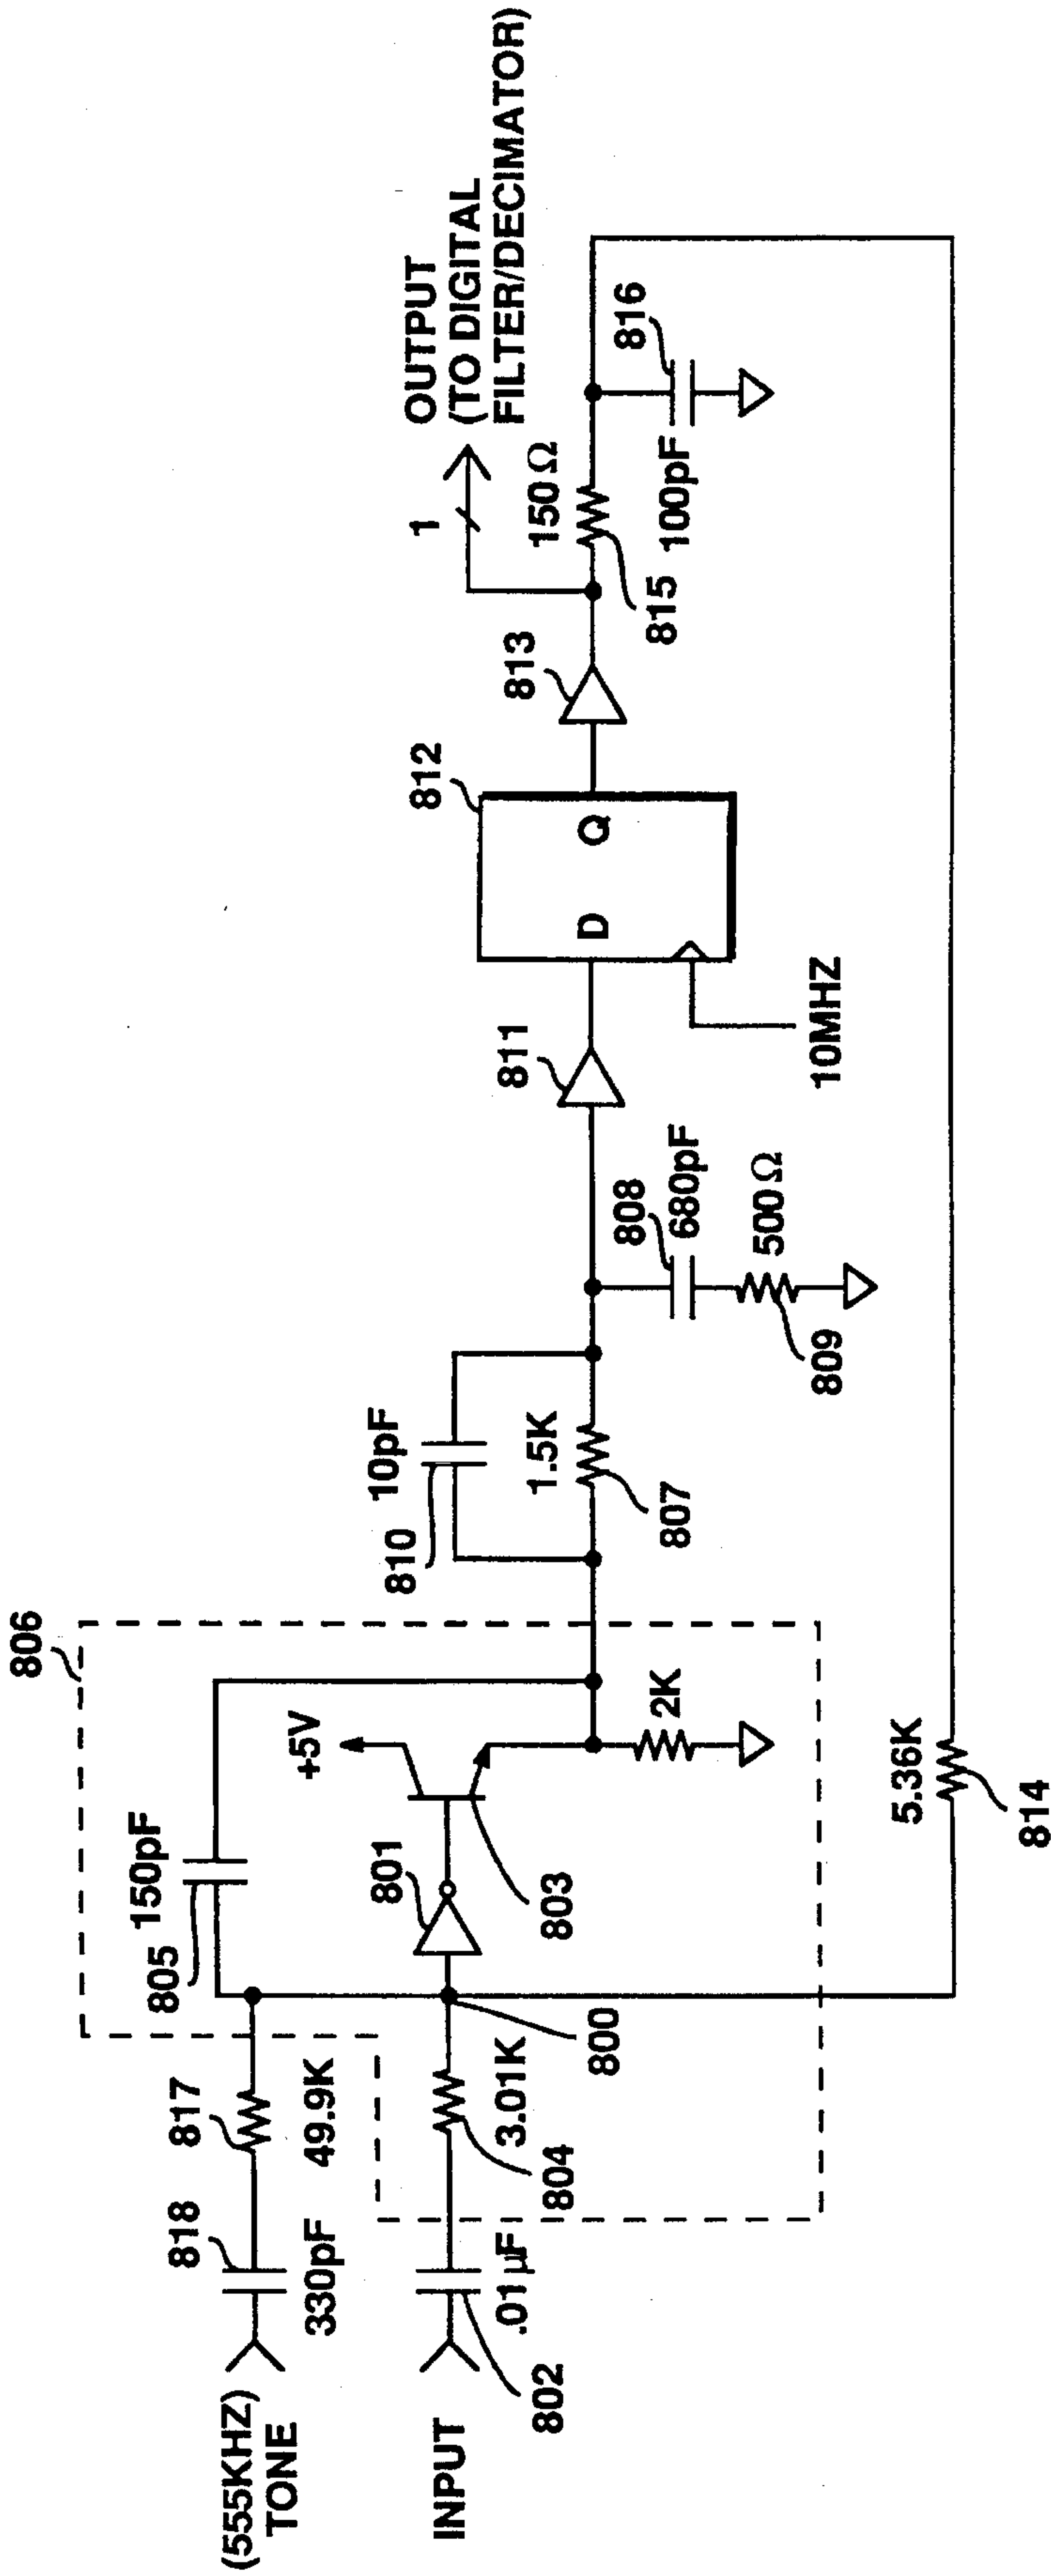 (555KHZ)
TONE
818
330pF
817
49.9K
INPUT
802
.01µF
804
3.01K
800
805
150pF
801
803
+5V
2K
806
810
10pF
1.5K
807
808
680pF
809
500Ω
811
D
Q
812
10MHZ
813
1
OUTPUT
(TO DIGITAL
FILTER/DECIMATOR)
150Ω
815
100pF
816
5.36K
814